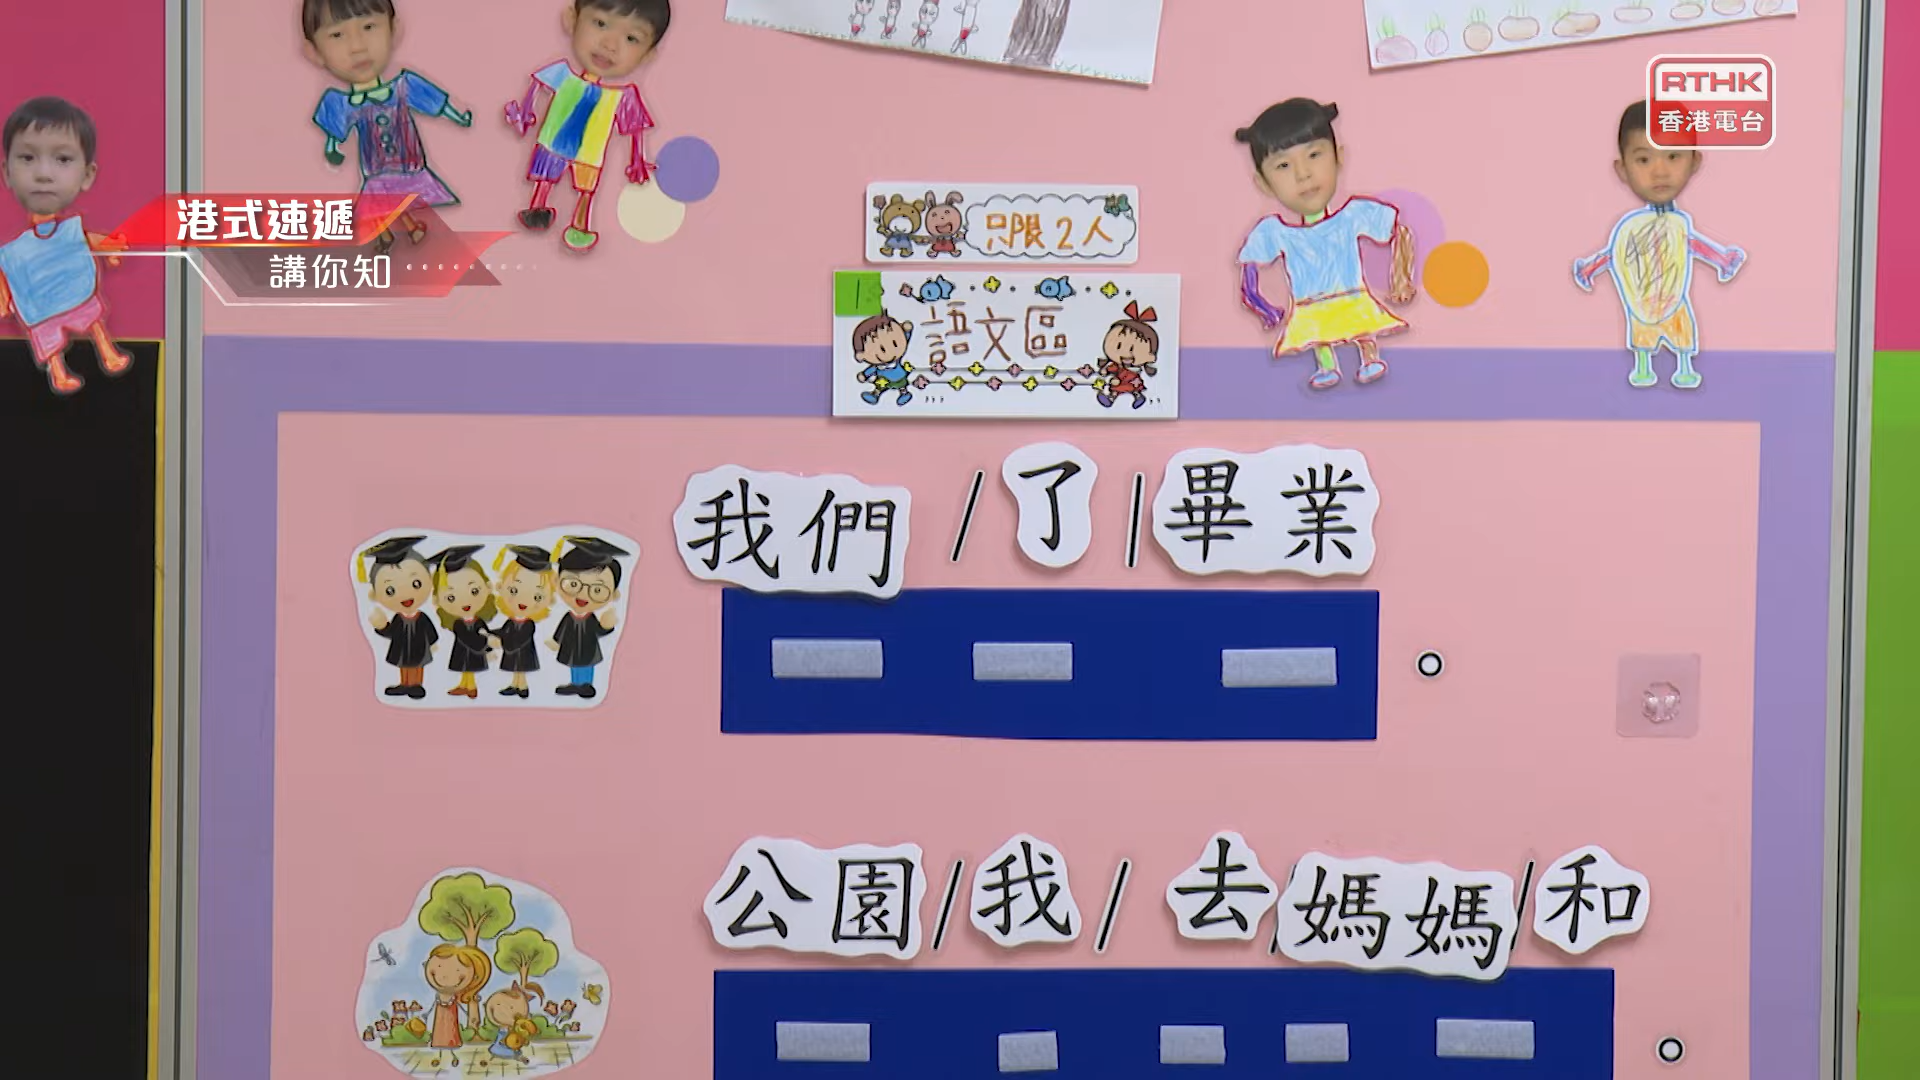 RTHK
香港電台
港式速遞
講你知
只限2人
1
語文區
我們/了/畢業
。
公園/我/去/媽媽/和
。